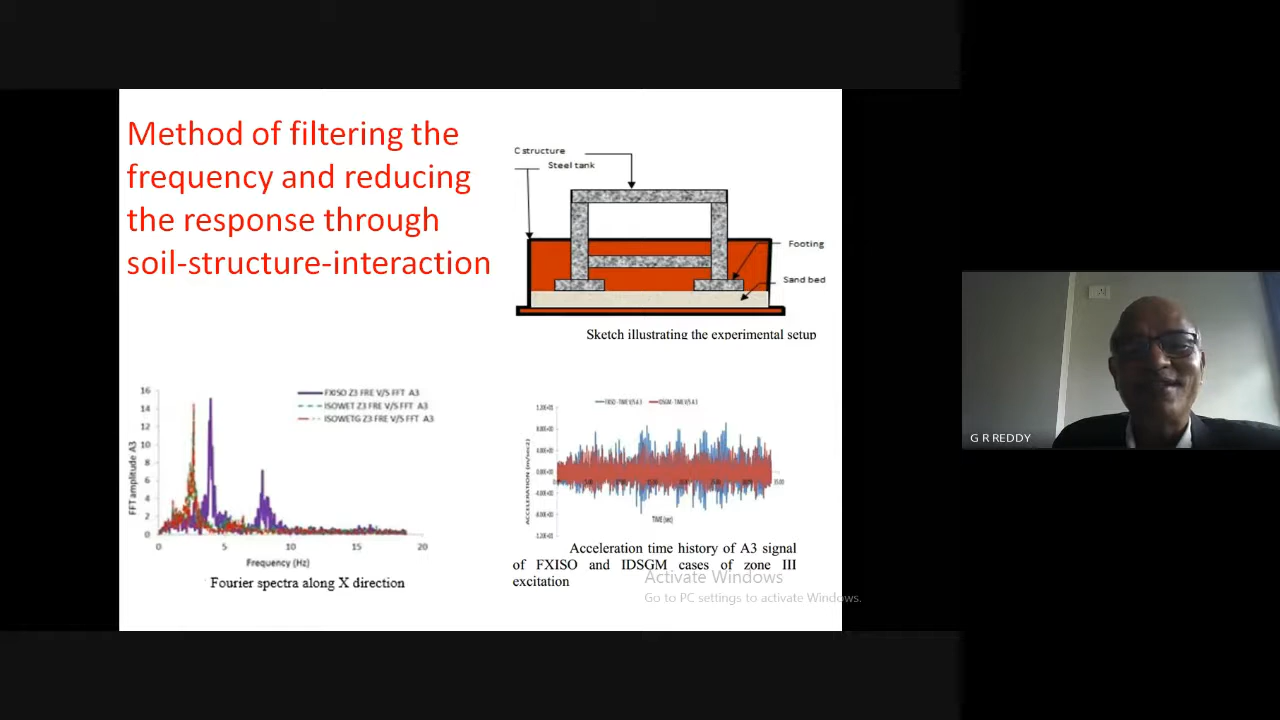 Method of filtering the
frequency and reducing
the response through
soil-structure-interaction
C structure
Steel tank
Footing
Sand bed
Sketch illustrating the experimental setup
FXISO Z3 FRE V/S FFT A3
ISOWET Z3 FRE V/S FFT A3
ISOWETG Z3 FRE V/S FFT A3
FFT amplitude A3
16
14
12
10
8
6
4
2
0
0 5 10 15 20
Frequency (Hz)
Fourier spectra along X direction
ACCELERATION (m/sec2)
TIME (sec)
Acceleration time history of A3 signal
of FXISO and IDSGM cases of zone III
excitation
Activate Windows
Go to PC settings to activate Windows.
G R REDDY